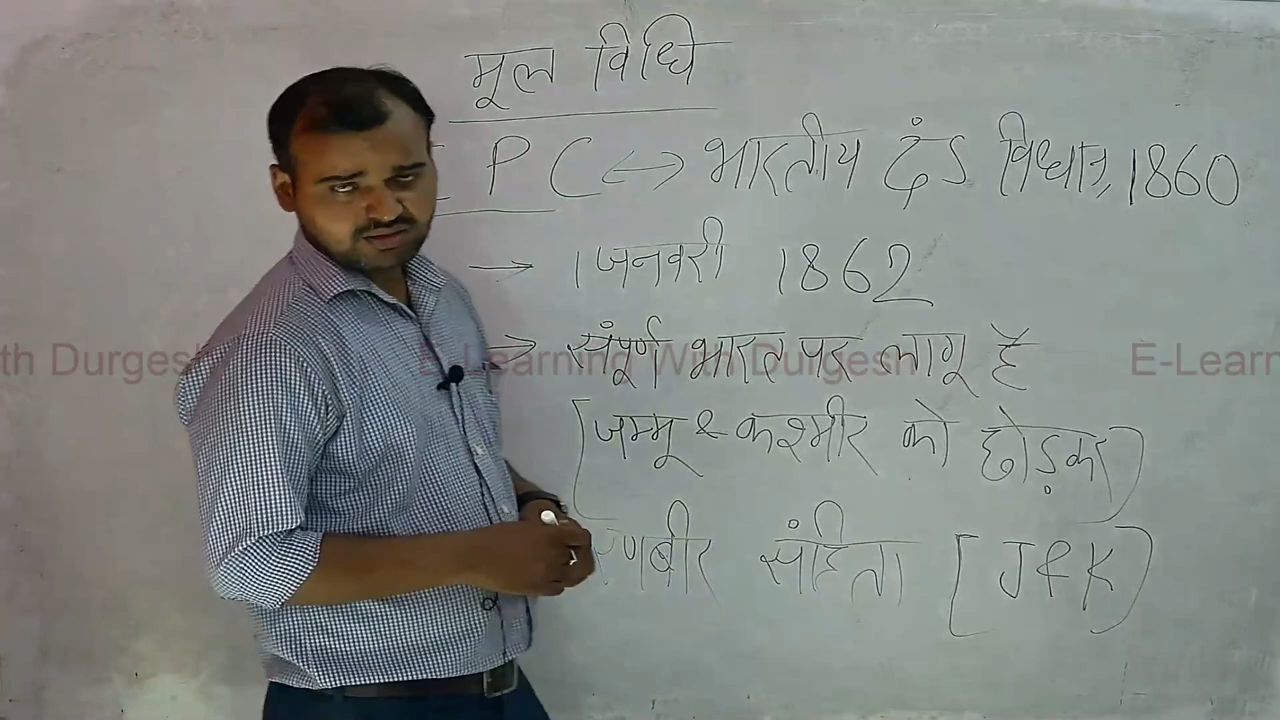 मूल विधि
I P C ↔ भारतीय दंड विधान, 1860
→ 1 जनवरी 1862
→ संपूर्ण भारत पर लागू है
[जम्मू & कश्मीर को छोड़कर)
रणबीर संहिता [J&K)
th Durgesh E-Learning With Durgesh E-Learn